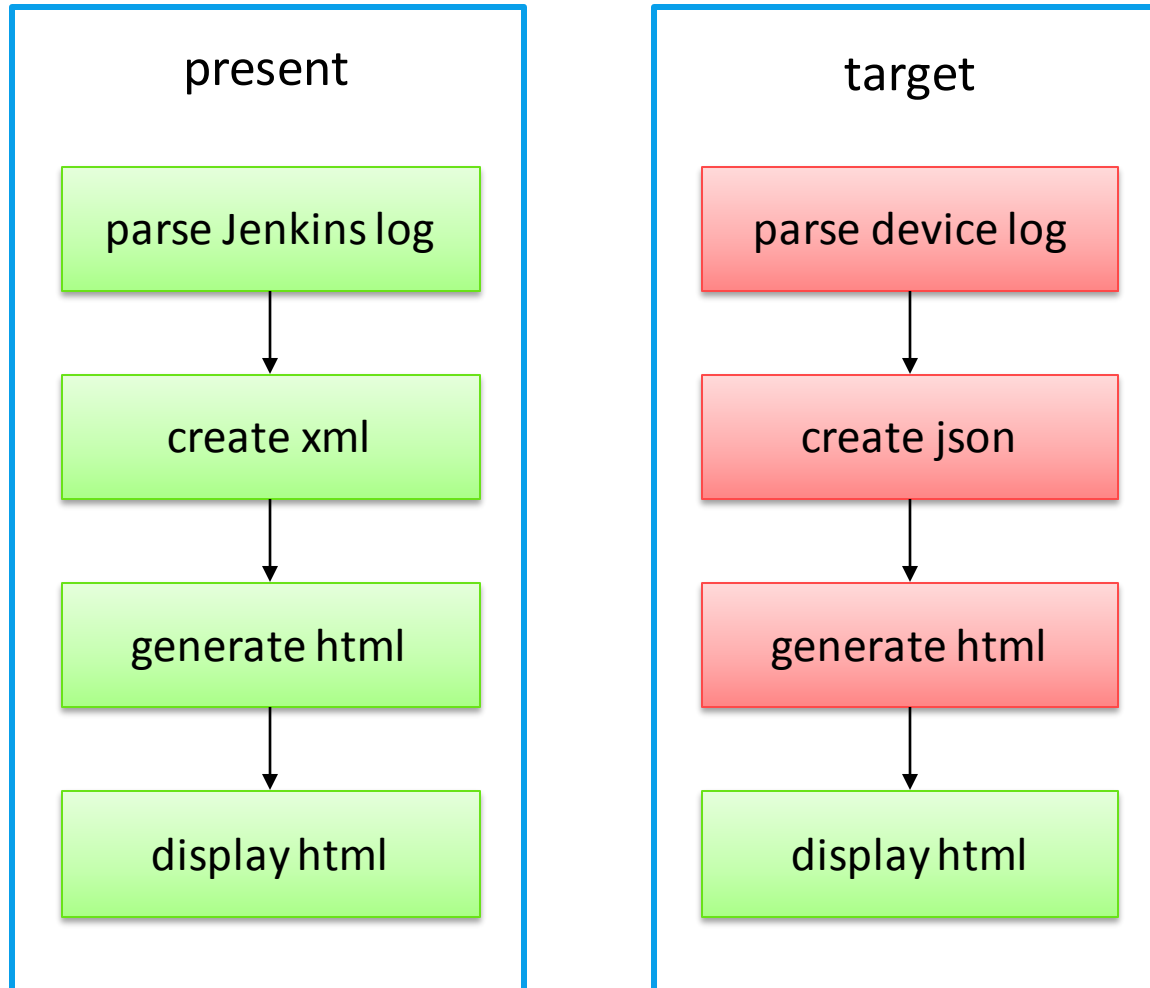 present
parse Jenkins log
create xml
generate html
display html
target
parse device log
create json
generate html
display html